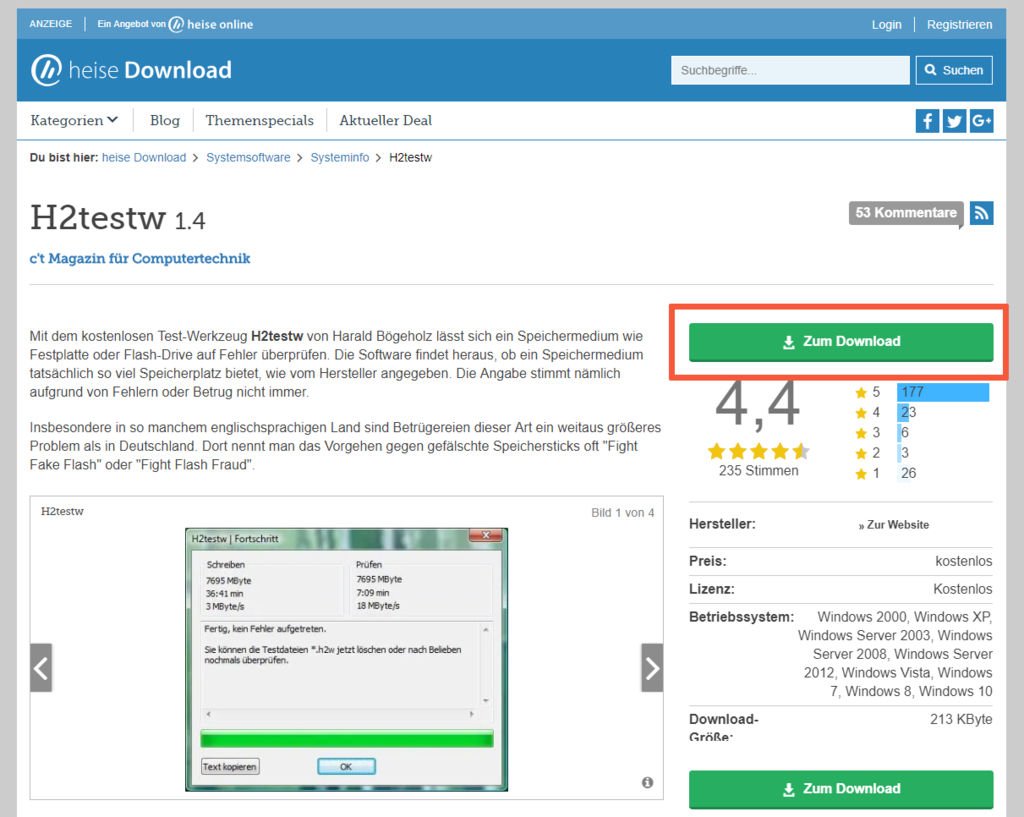 ANZEIGE
Ein Angebot von heise online
Login
Registrieren
heise Download
Suchbegriffe...
Suchen
Kategorien
Blog
Themenspecials
Aktueller Deal
G+
Du bist hier: heise Download > Systemsoftware > Systeminfo > H2testw
H2testw 1.4
53 Kommentare
c't Magazin für Computertechnik
Mit dem kostenlosen Test-Werkzeug H2testw von Harald Bögeholz lässt sich ein Speichermedium wie
Festplatte oder Flash-Drive auf Fehler überprüfen. Die Software findet heraus, ob ein Speichermedium
tatsächlich so viel Speicherplatz bietet, wie vom Hersteller angegeben. Die Angabe stimmt nämlich
aufgrund von Fehlern oder Betrug nicht immer.
Insbesondere in so manchem englischsprachigen Land sind Betrügereien dieser Art ein weitaus größeres
Problem als in Deutschland. Dort nennt man das Vorgehen gegen gefälschte Speichersticks oft "Fight
Fake Flash" oder "Fight Flash Fraud".
H2testw
Bild 1 von 4
H2testw | Fortschritt
Schreiben
7695 MByte
36:41 min
3 MByte/s
Prüfen
7695 MByte
7:09 min
18 MByte/s
Fertig, kein Fehler aufgetreten.
Sie können die Testdateien *.h2w jetzt löschen oder nach Belieben
nochmals überprüfen.
Text kopieren
OK
Zum Download
4,4
235 Stimmen
5 177
4 23
3 6
2 3
1 26
Hersteller: » Zur Website
Preis: kostenlos
Lizenz: Kostenlos
Betriebssystem: Windows 2000, Windows XP,
Windows Server 2003, Windows
Server 2008, Windows Server
2012, Windows Vista, Windows
7, Windows 8, Windows 10
Download- 213 KByte
Größe:
Zum Download